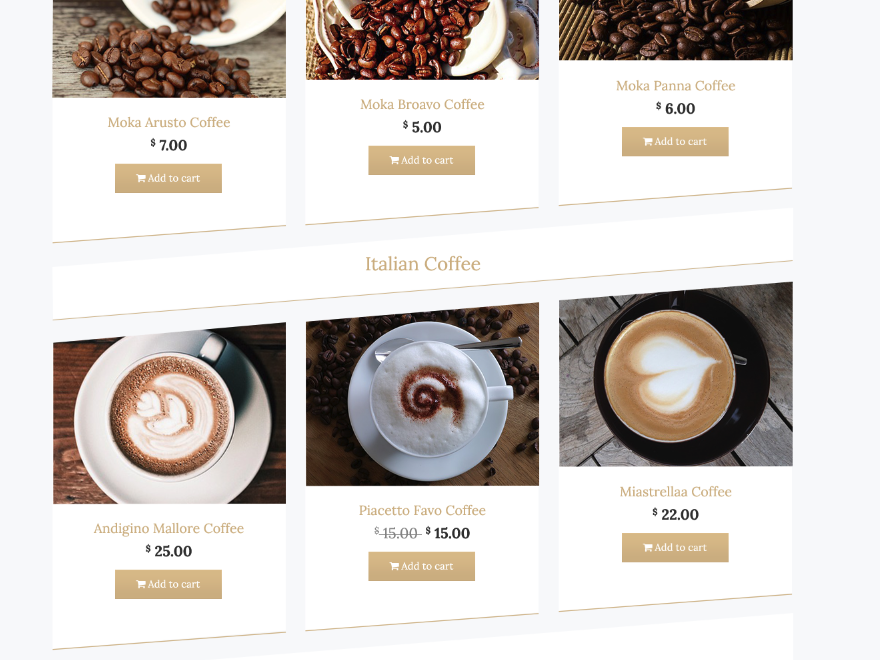 Moka Arusto Coffee
$ 7.00
Add to cart
Moka Broavo Coffee
$ 5.00
Add to cart
Moka Panna Coffee
$ 6.00
Add to cart
Italian Coffee
Andigino Mallore Coffee
$ 25.00
Add to cart
Piacetto Favo Coffee
$ 15.00 $ 15.00
Add to cart
Miastrellaa Coffee
$ 22.00
Add to cart